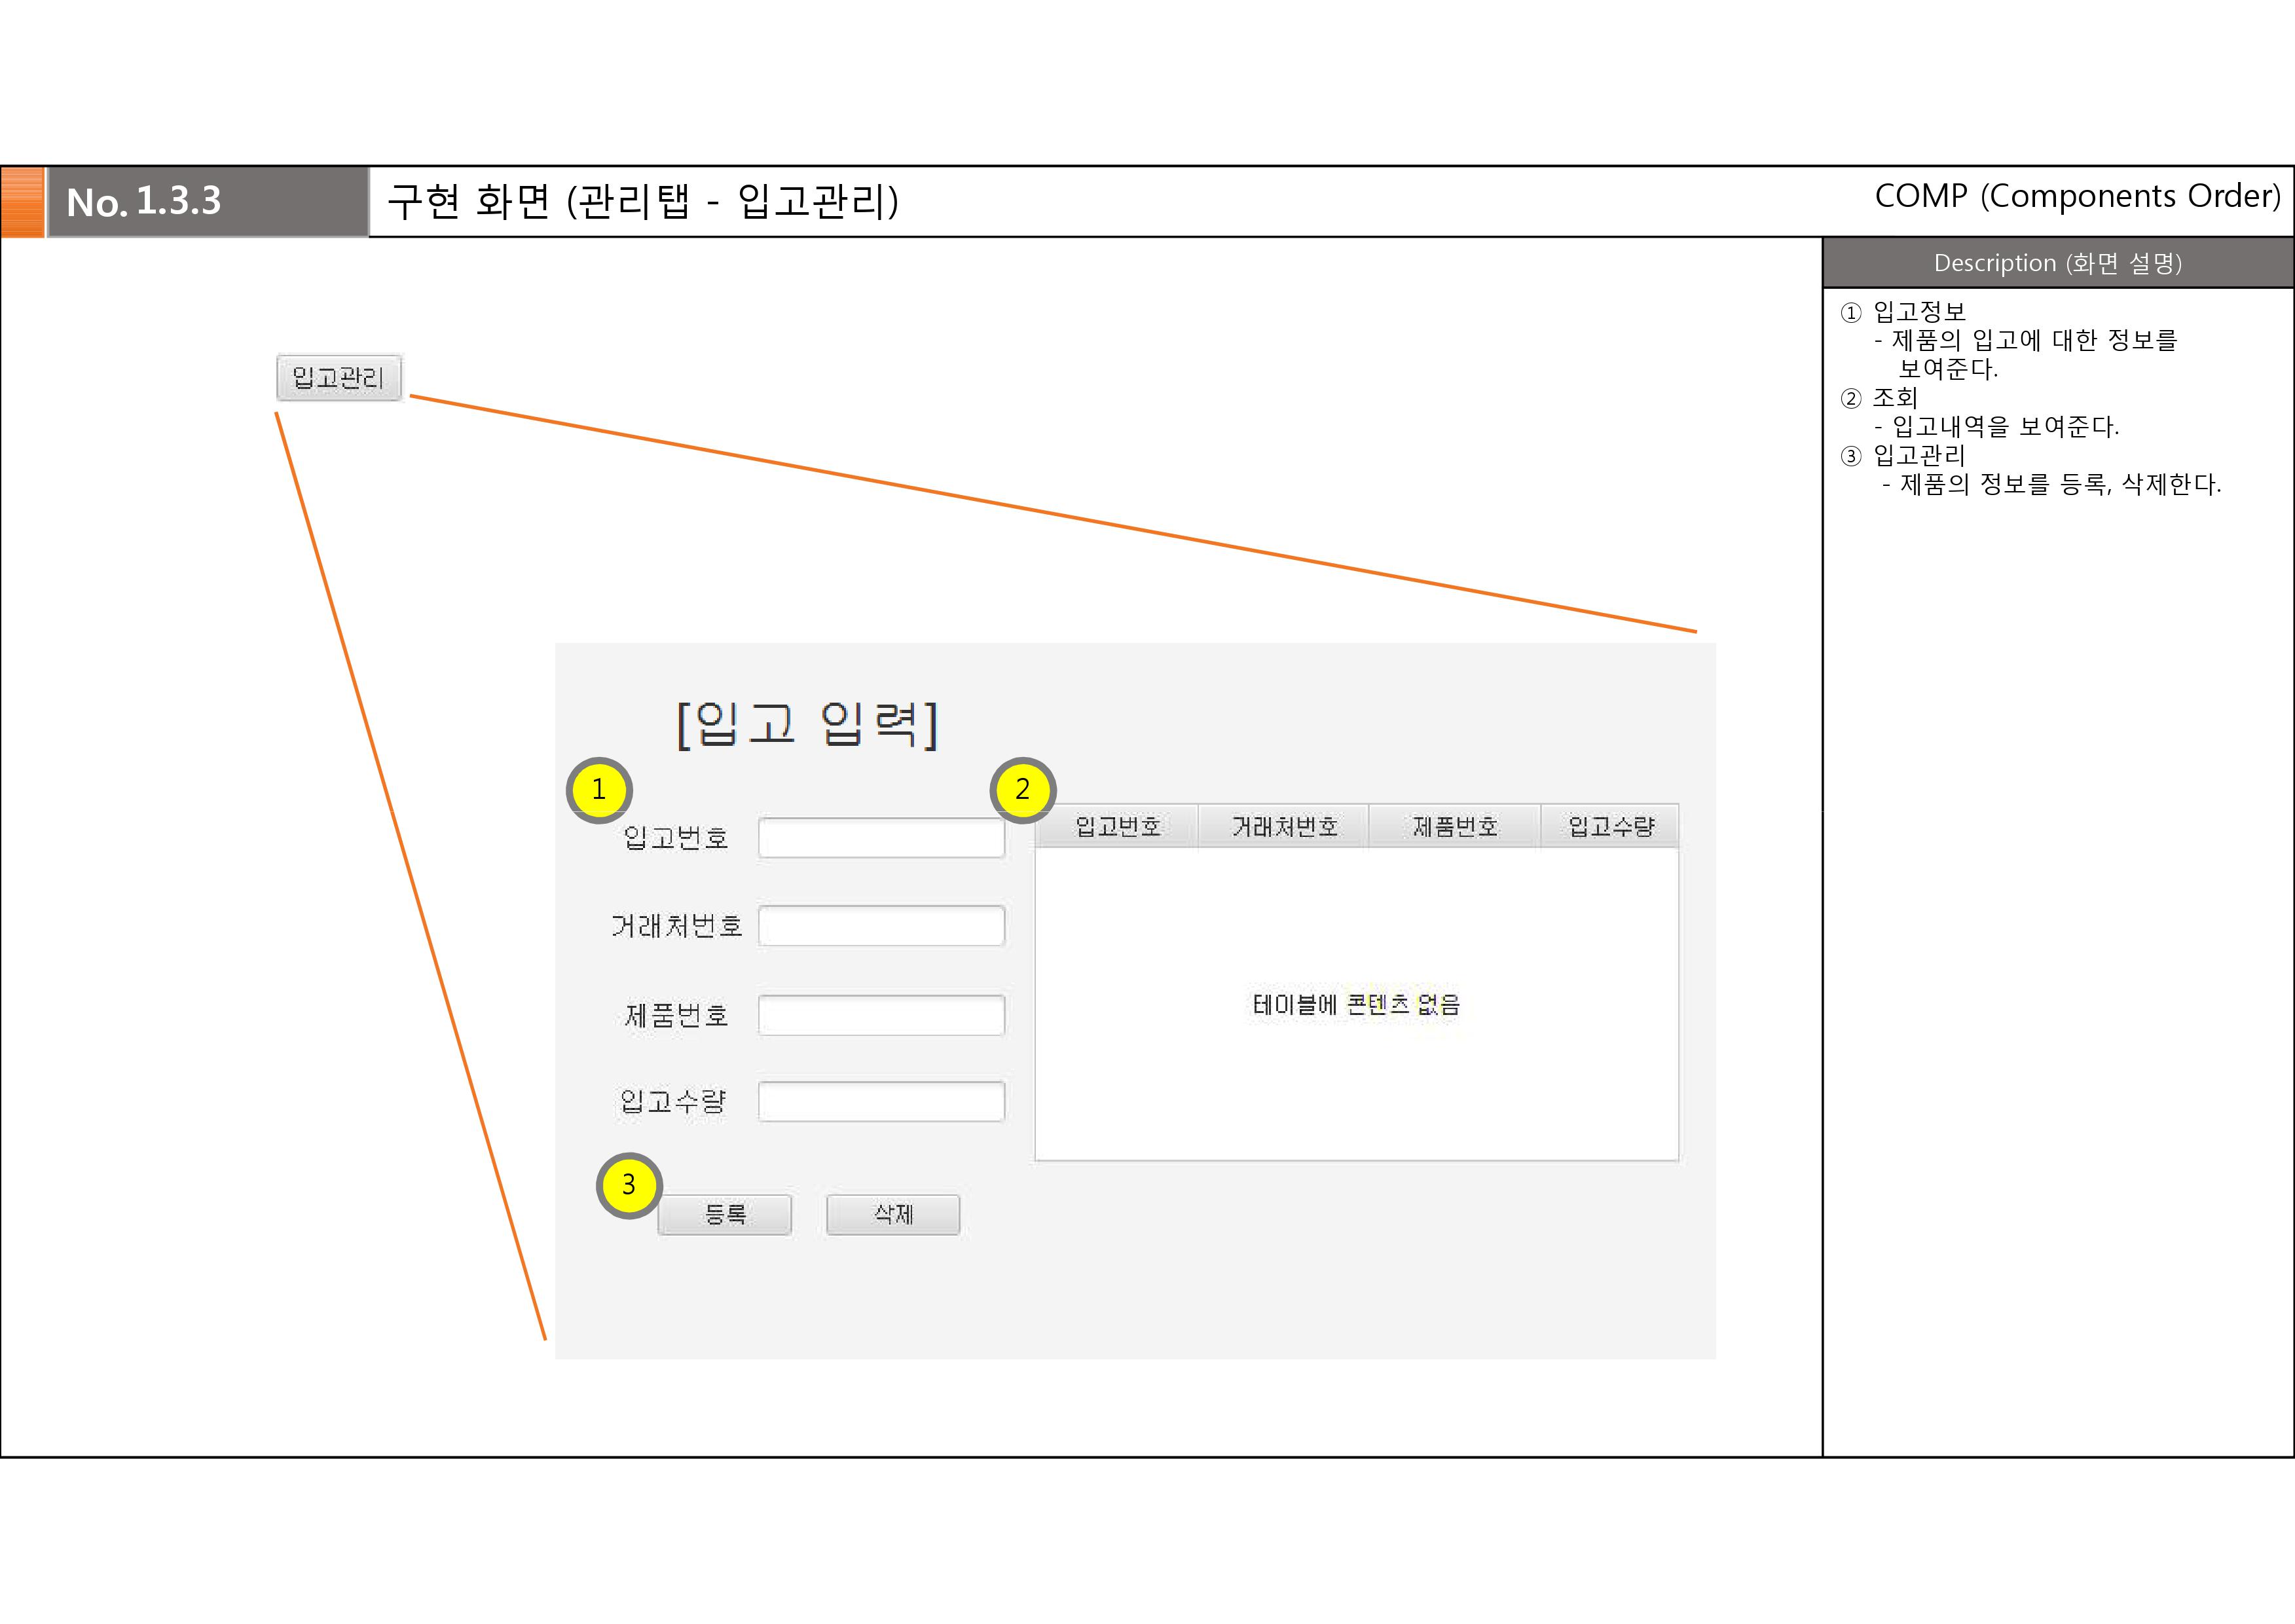 No. 1.3.3
구현 화면 (관리탭 - 입고관리)
COMP (Components Order)
Description (화면 설명)
① 입고정보
- 제품의 입고에 대한 정보를
보여준다.
② 조회
- 입고내역을 보여준다.
③ 입고관리
- 제품의 정보를 등록, 삭제한다.
입고관리
[입고 입력]
1
2
입고번호
거래처번호
제품번호
입고수량
입고번호 거래처번호 제품번호 입고수량
테이블에 콘텐츠 없음
3
등록 삭제